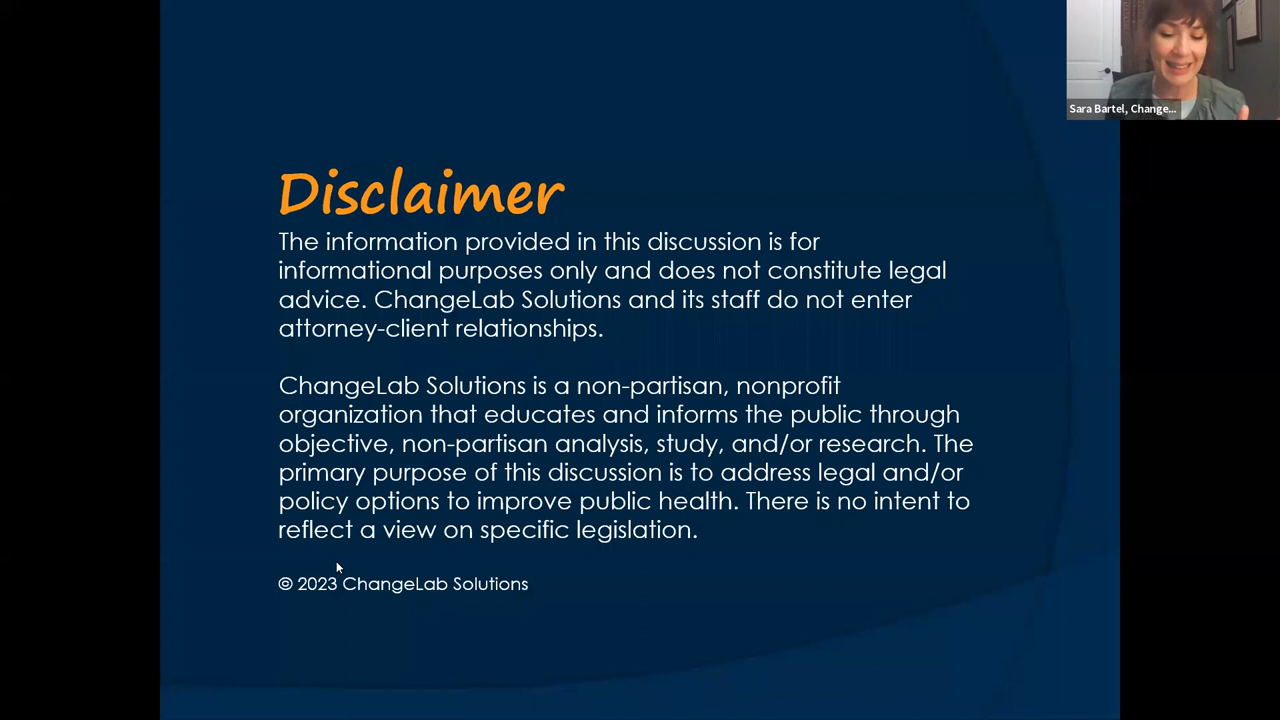 Sara Bartel, Change...
Disclaimer
The information provided in this discussion is for
informational purposes only and does not constitute legal
advice. ChangeLab Solutions and its staff do not enter
attorney-client relationships.
ChangeLab Solutions is a non-partisan, nonprofit
organization that educates and informs the public through
objective, non-partisan analysis, study, and/or research. The
primary purpose of this discussion is to address legal and/or
policy options to improve public health. There is no intent to
reflect a view on specific legislation.
© 2023 ChangeLab Solutions